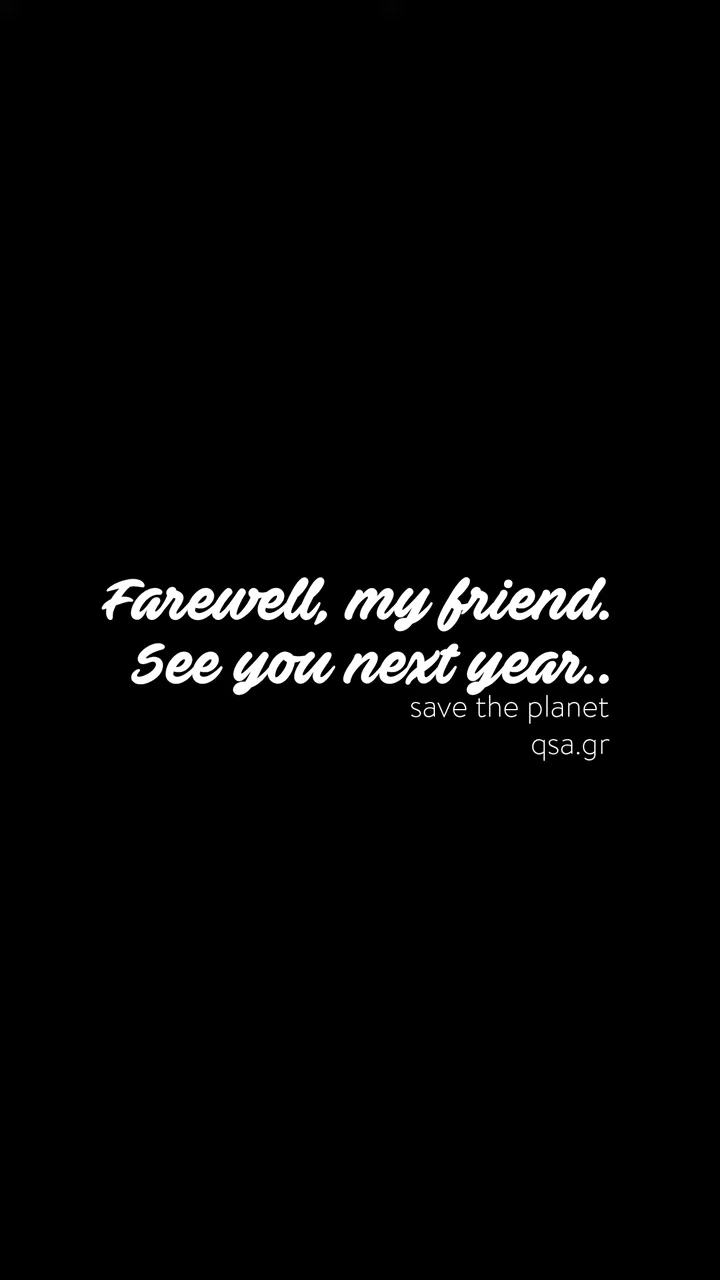 Farewell, my friend.
See you next year..
save the planet
qsa.gr